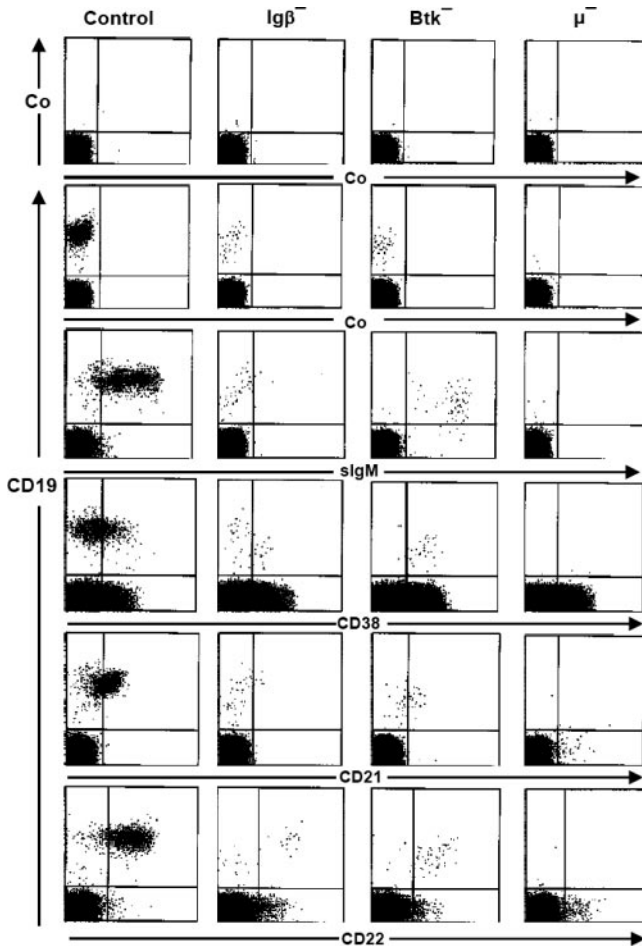 Control Igβ⁻ Btk⁻ μ⁻
Co
Co
Co
sIgM
CD19
CD38
CD21
CD22